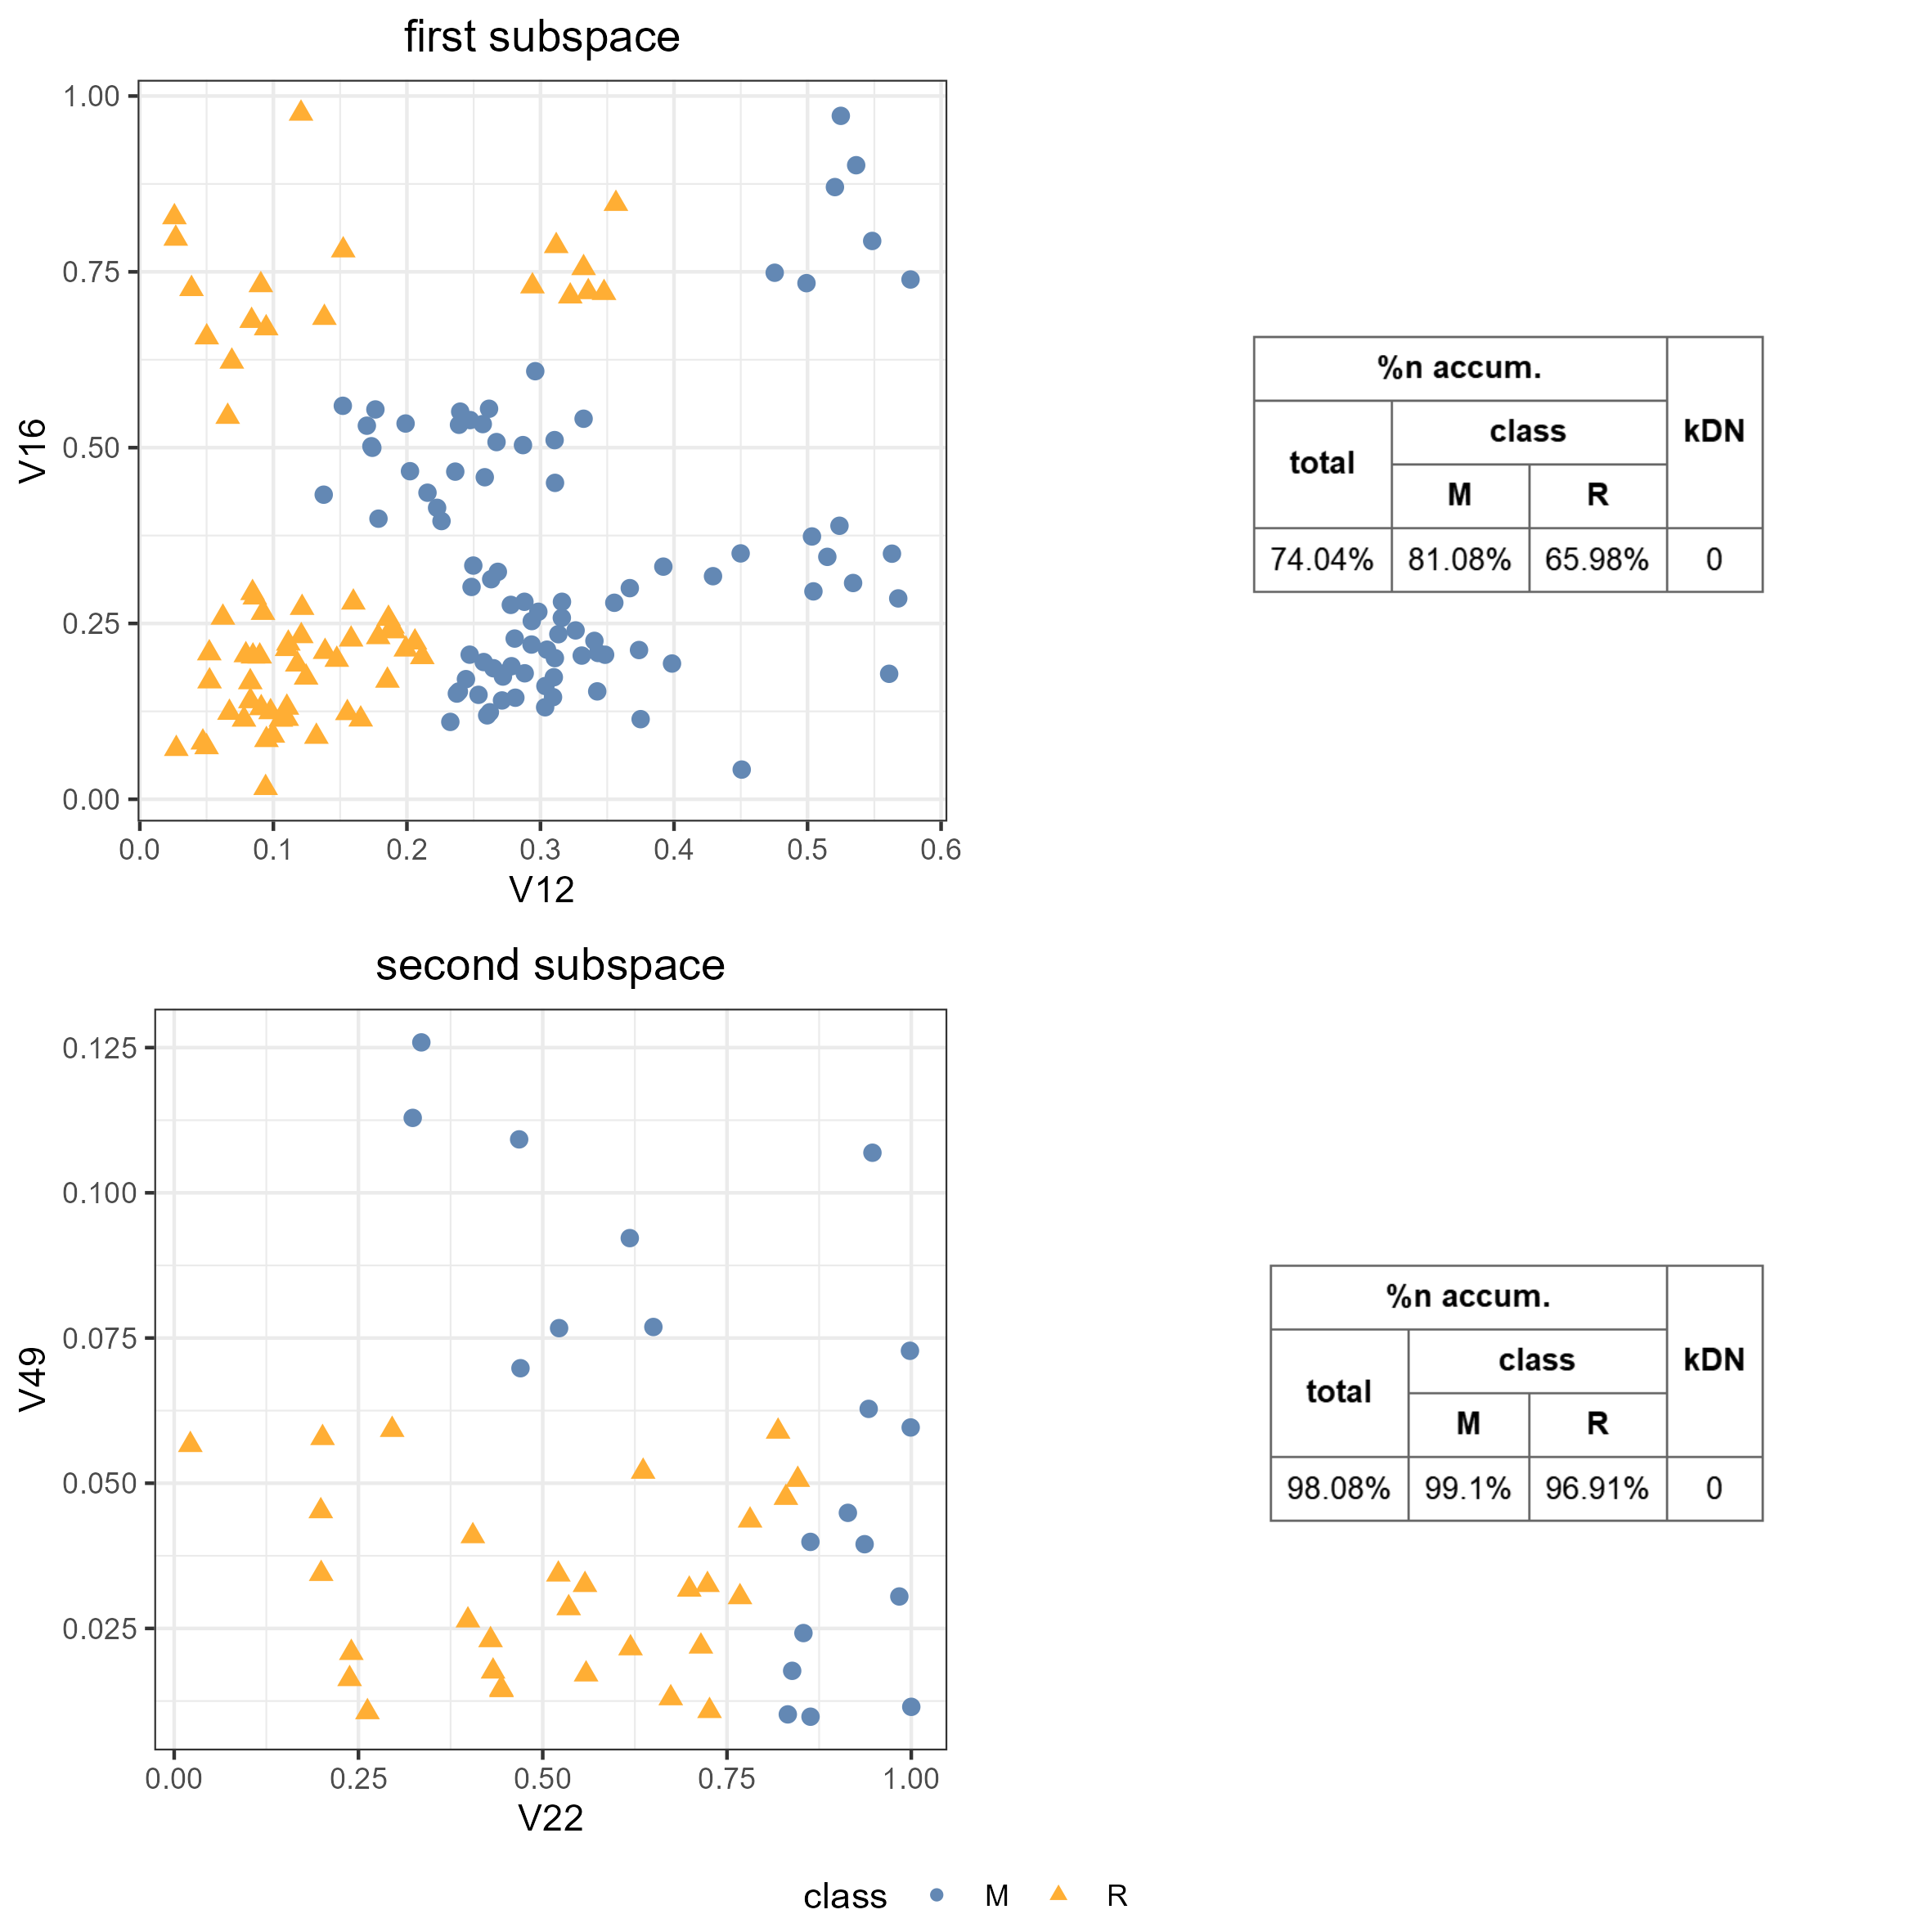 first subspace
1.00
0.75
0.50
0.25
0.00
V16
0.0 0.1 0.2 0.3 0.4 0.5 0.6
V12
%n accum.
kDN
class
total
M R
74.04% 81.08% 65.98% 0
second subspace
0.125
0.100
0.075
0.050
0.025
V49
0.00 0.25 0.50 0.75 1.00
V22
%n accum.
kDN
class
total
M R
98.08% 99.1% 96.91% 0
class M R